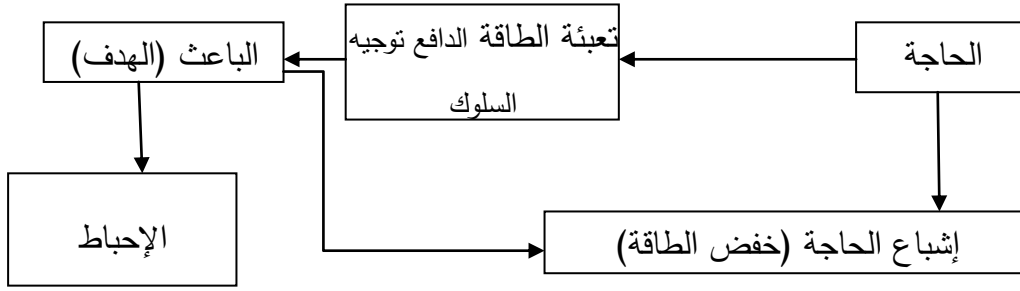 الحاجة
تعبئة الطاقة الدافع توجيه
السلوك
الباعث (الهدف)
الإحباط
إشباع الحاجة (خفض الطاقة)